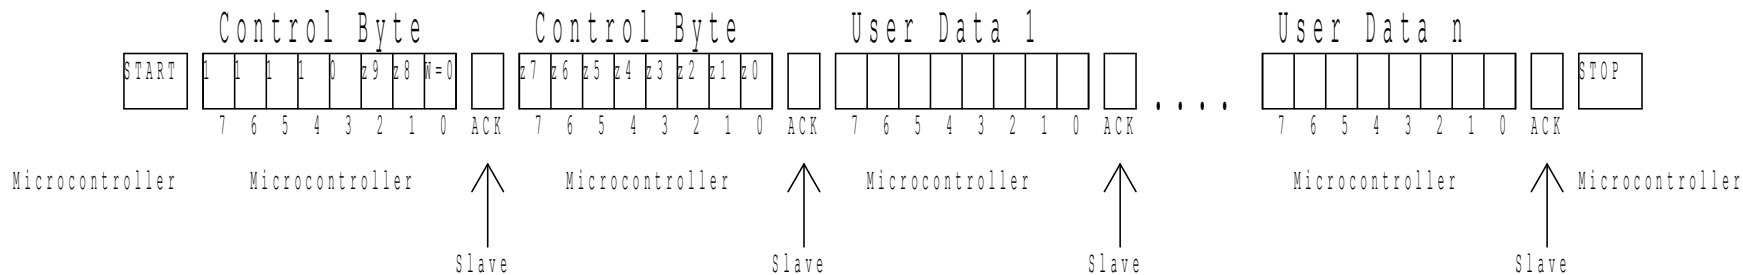 Control Byte Control Byte User Data 1 User Data n
START 1 1 1 1 0 z9 z8 W=0 z7 z6 z5 z4 z3 z2 z1 z0 . . . . STOP
7 6 5 4 3 2 1 0 ACK 7 6 5 4 3 2 1 0 ACK 7 6 5 4 3 2 1 0 ACK 7 6 5 4 3 2 1 0 ACK
Microcontroller Microcontroller Microcontroller Microcontroller Microcontroller Microcontroller
Slave Slave Slave Slave